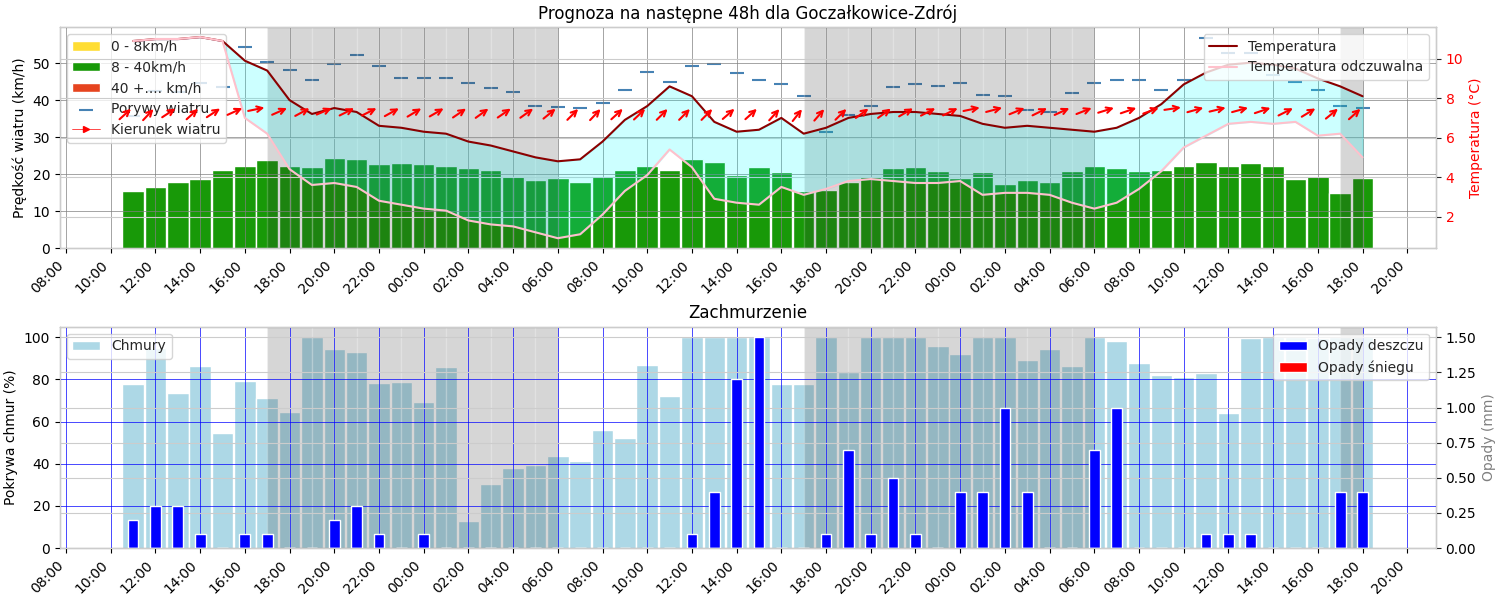 Prognoza na następne 48h dla Goczałkowice-Zdrój
Prędkość wiatru (km/h)
50
40
30
20
10
0
0 - 8km/h
8 - 40km/h
40 +.... km/h
Porywy wiatru
Kierunek wiatru
Temperatura
Temperatura odczuwalna
10
8
6
4
2
Temperatura (°C)
08:00 10:00 12:00 14:00 16:00 18:00 20:00 22:00 00:00 02:00 04:00 06:00 08:00 10:00 12:00 14:00 16:00 18:00 20:00 22:00 00:00 02:00 04:00 06:00 08:00 10:00 12:00 14:00 16:00 18:00 20:00
Zachmurzenie
Pokrywa chmur (%)
100
80
60
40
20
0
Chmury
Opady deszczu
Opady śniegu
1.50
1.25
1.00
0.75
0.50
0.25
0.00
Opady (mm)
08:00 10:00 12:00 14:00 16:00 18:00 20:00 22:00 00:00 02:00 04:00 06:00 08:00 10:00 12:00 14:00 16:00 18:00 20:00 22:00 00:00 02:00 04:00 06:00 08:00 10:00 12:00 14:00 16:00 18:00 20:00